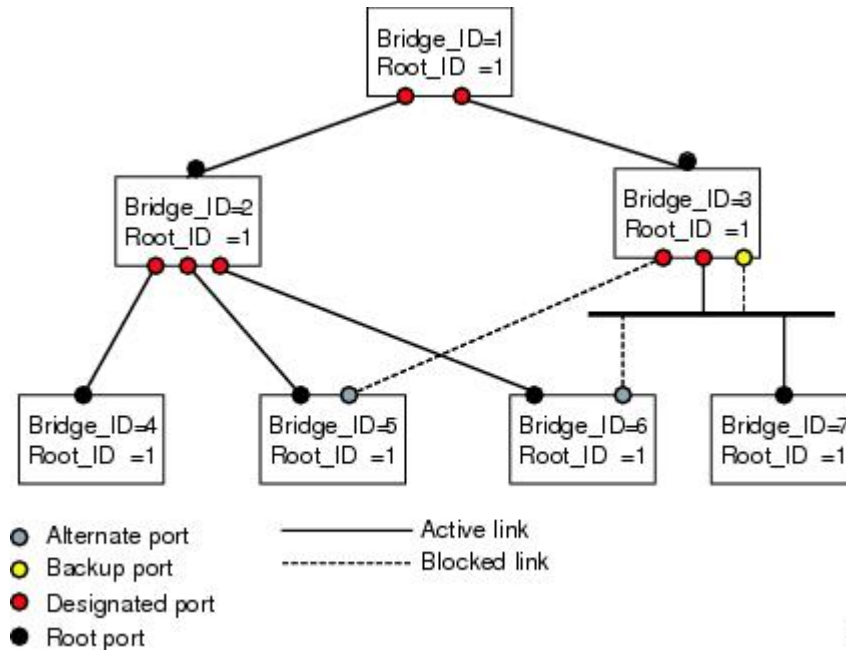 Bridge_ID=1
Root_ID =1
Bridge_ID=2
Root_ID =1
Bridge_ID=3
Root_ID =1
Bridge_ID=4
Root_ID =1
Bridge_ID=5
Root_ID =1
Bridge_ID=6
Root_ID =1
Bridge_ID=7
Root_ID =1
Alternate port
Backup port
Designated port
Root port
Active link
Blocked link